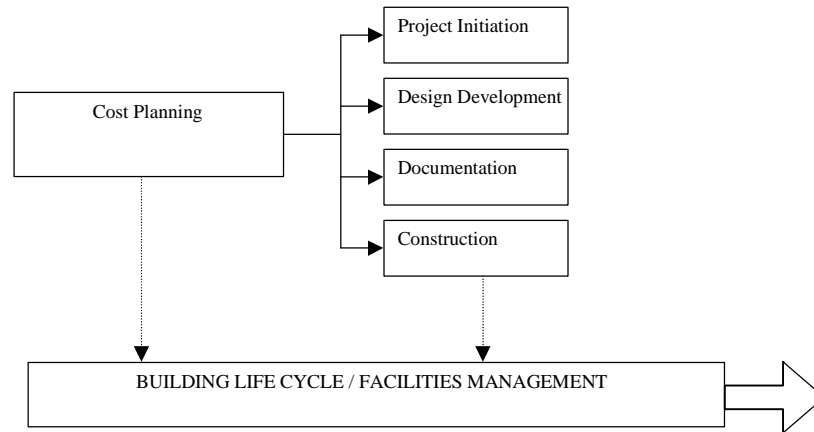 Project Initiation
Cost Planning
Design Development
Documentation
Construction
BUILDING LIFE CYCLE / FACILITIES MANAGEMENT